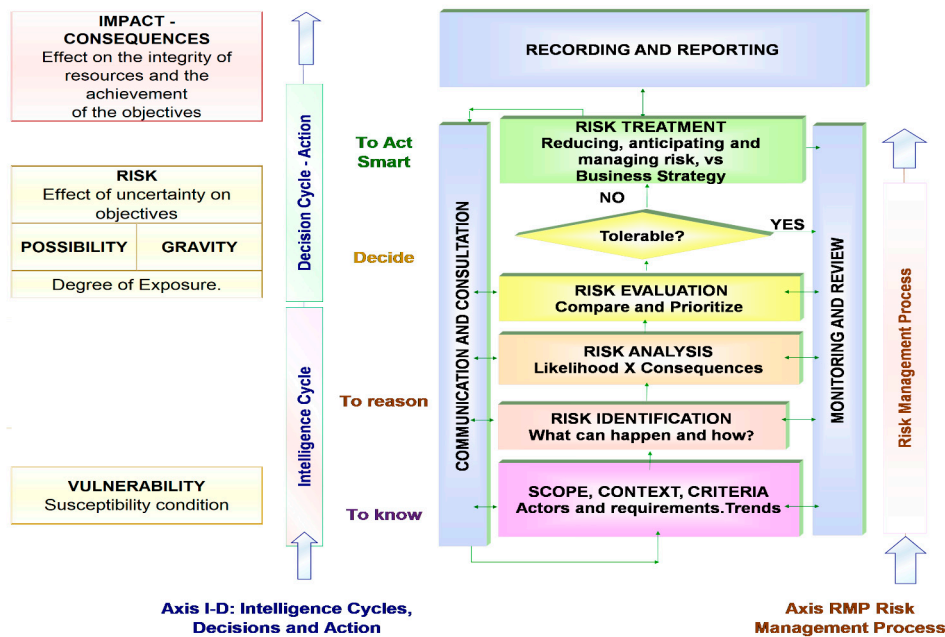 IMPACT -
CONSEQUENCES
Effect on the integrity of
resources and the
achievement
of the objectives
RISK
Effect of uncertainty on
objectives
POSSIBILITY
GRAVITY
Degree of Exposure.
VULNERABILITY
Susceptibility condition
Decision Cycle - Action
Intelligence Cycle
To Act
Smart
Decide
To reason
To know
RECORDING AND REPORTING
COMMUNICATION AND CONSULTATION
RISK TREATMENT
Reducing, anticipating and
managing risk, vs
Business Strategy
NO
Tolerable?
YES
RISK EVALUATION
Compare and Prioritize
RISK ANALYSIS
Likelihood X Consequences
RISK IDENTIFICATION
What can happen and how?
SCOPE, CONTEXT, CRITERIA
Actors and requirements.Trends
MONITORING AND REVIEW
Risk Management Process
Axis I-D: Intelligence Cycles,
Decisions and Action
Axis RMP Risk
Management Process